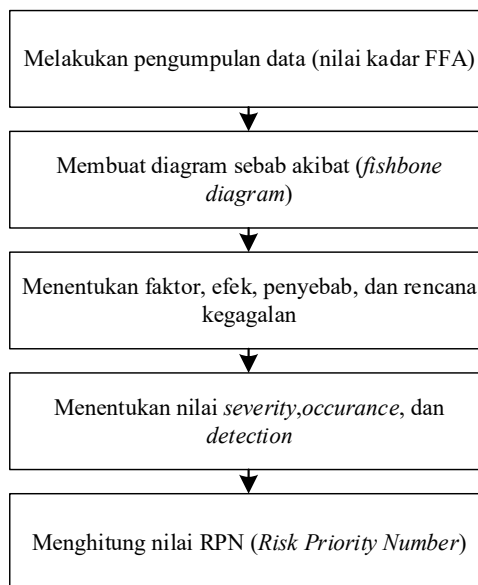 Melakukan pengumpulan data (nilai kadar FFA)
Membuat diagram sebab akibat (fishbone
diagram)
Menentukan faktor, efek, penyebab, dan rencana
kegagalan
Menentukan nilai severity,occurance, dan
detection
Menghitung nilai RPN (Risk Priority Number)